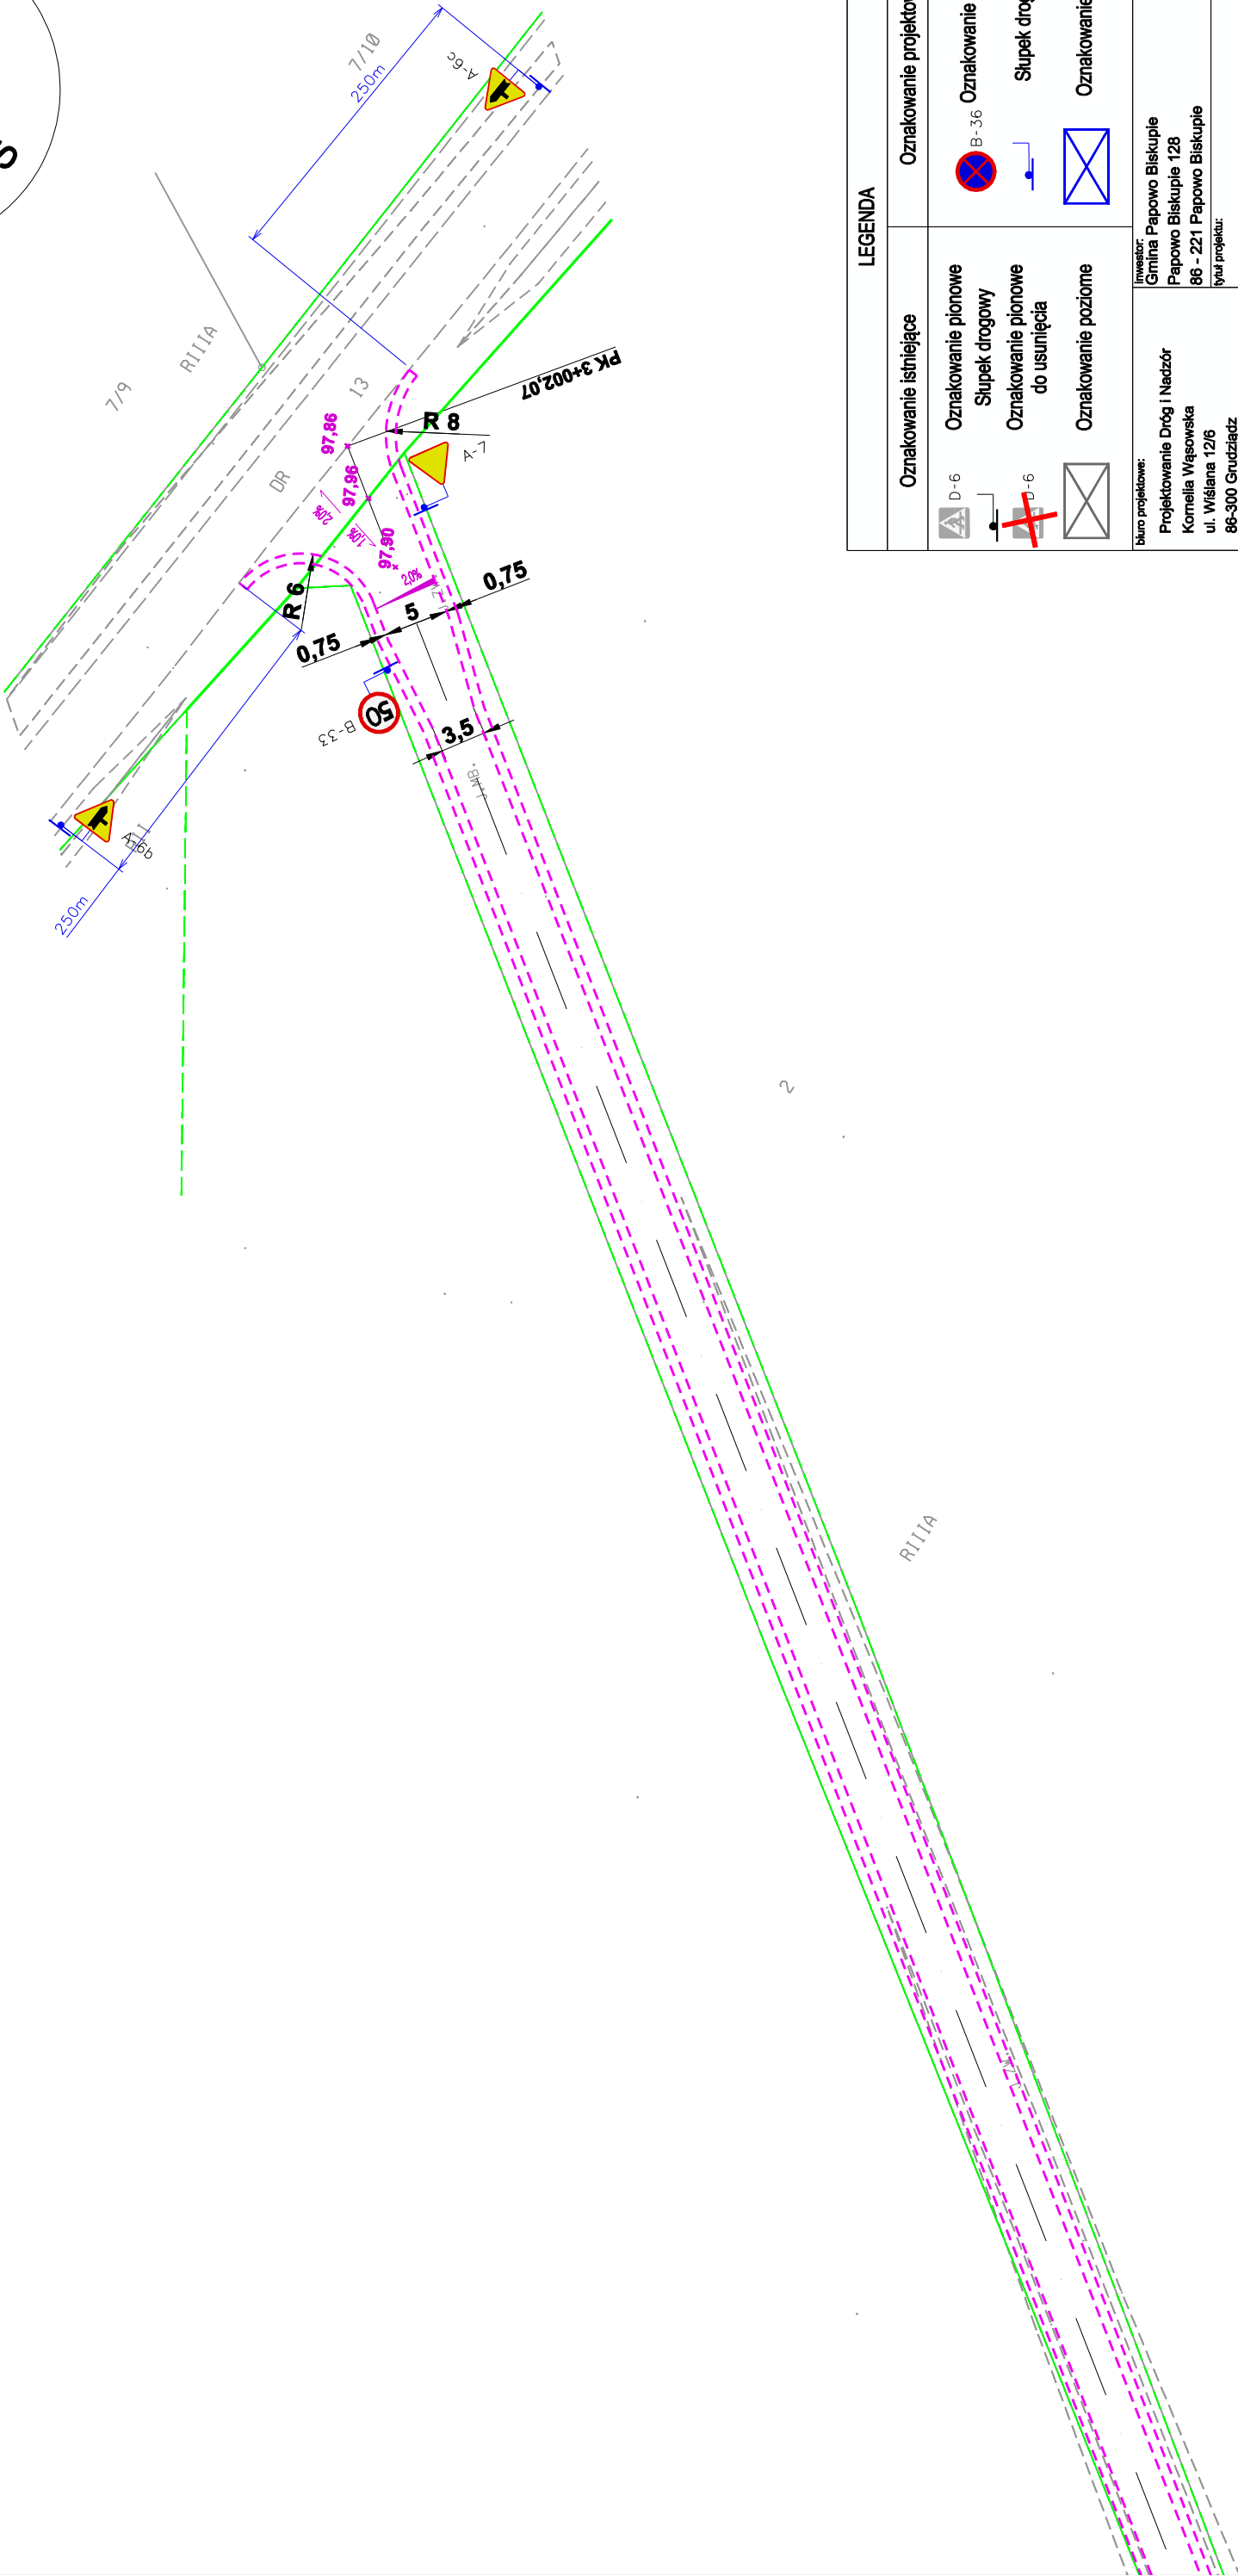 S
7/10
250m
A-6c
7/9
RIIIA
13
DR
PK 3+002,07
R 8
97,86
97,96
97,90
A-7
2,0%
1,0%
2,0%
R 6
0,75
5
0,75
50
B-33
3,5
A-6b
250m
2
RIIIA
LEGENDA
Oznakowanie istniejące
Oznakowanie projektow
D-6
Oznakowanie pionowe
Słupek drogowy
D-6
Oznakowanie pionowe
do usunięcia
Oznakowanie poziome
B-36
Oznakowanie
Słupek drog
Oznakowanie
biuro projektowe:
Projektowanie Dróg i Nadzór
Kornelia Wąsowska
ul. Wiślana 12/6
86-300 Grudziądz
inwestor:
Gmina Papowo Biskupie
Papowo Biskupie 128
86 - 221 Papowo Biskupie
tytuł projektu: